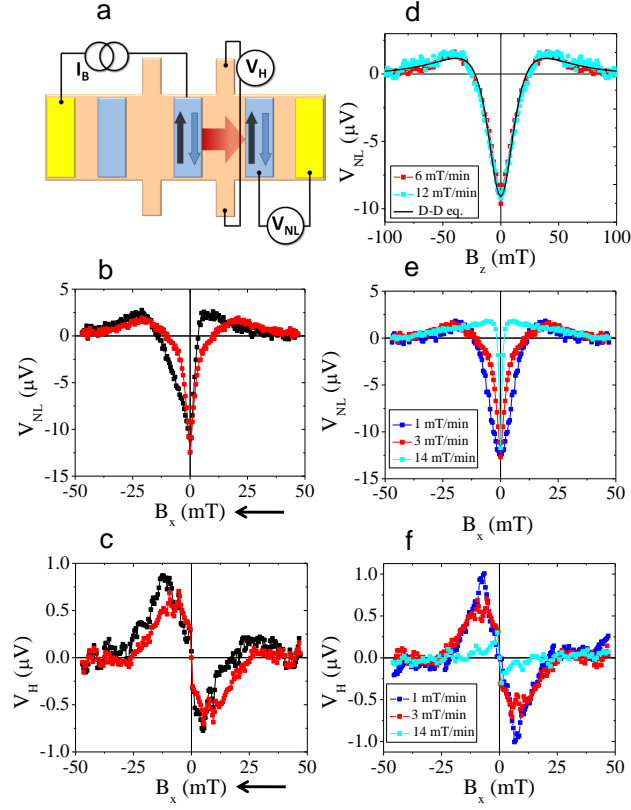 a
I_B
V_H
V_NL
b
V_NL (μV)
5
0
-5
-10
-15
-50 -25 0 25 50
B_x (mT)
c
V_H (μV)
1.0
0.5
0.0
-0.5
-1.0
-50 -25 0 25 50
B_x (mT)
d
V_NL (μV)
5
0
-5
-10
6 mT/min
12 mT/min
D-D eq.
-100 -50 0 50 100
B_z (mT)
e
V_NL (μV)
5
0
-5
-10
-15
1 mT/min
3 mT/min
14 mT/min
-50 -25 0 25 50
B_x (mT)
f
V_H (μV)
1.0
0.5
0.0
-0.5
-1.0
1 mT/min
3 mT/min
14 mT/min
-50 -25 0 25 50
B_x (mT)